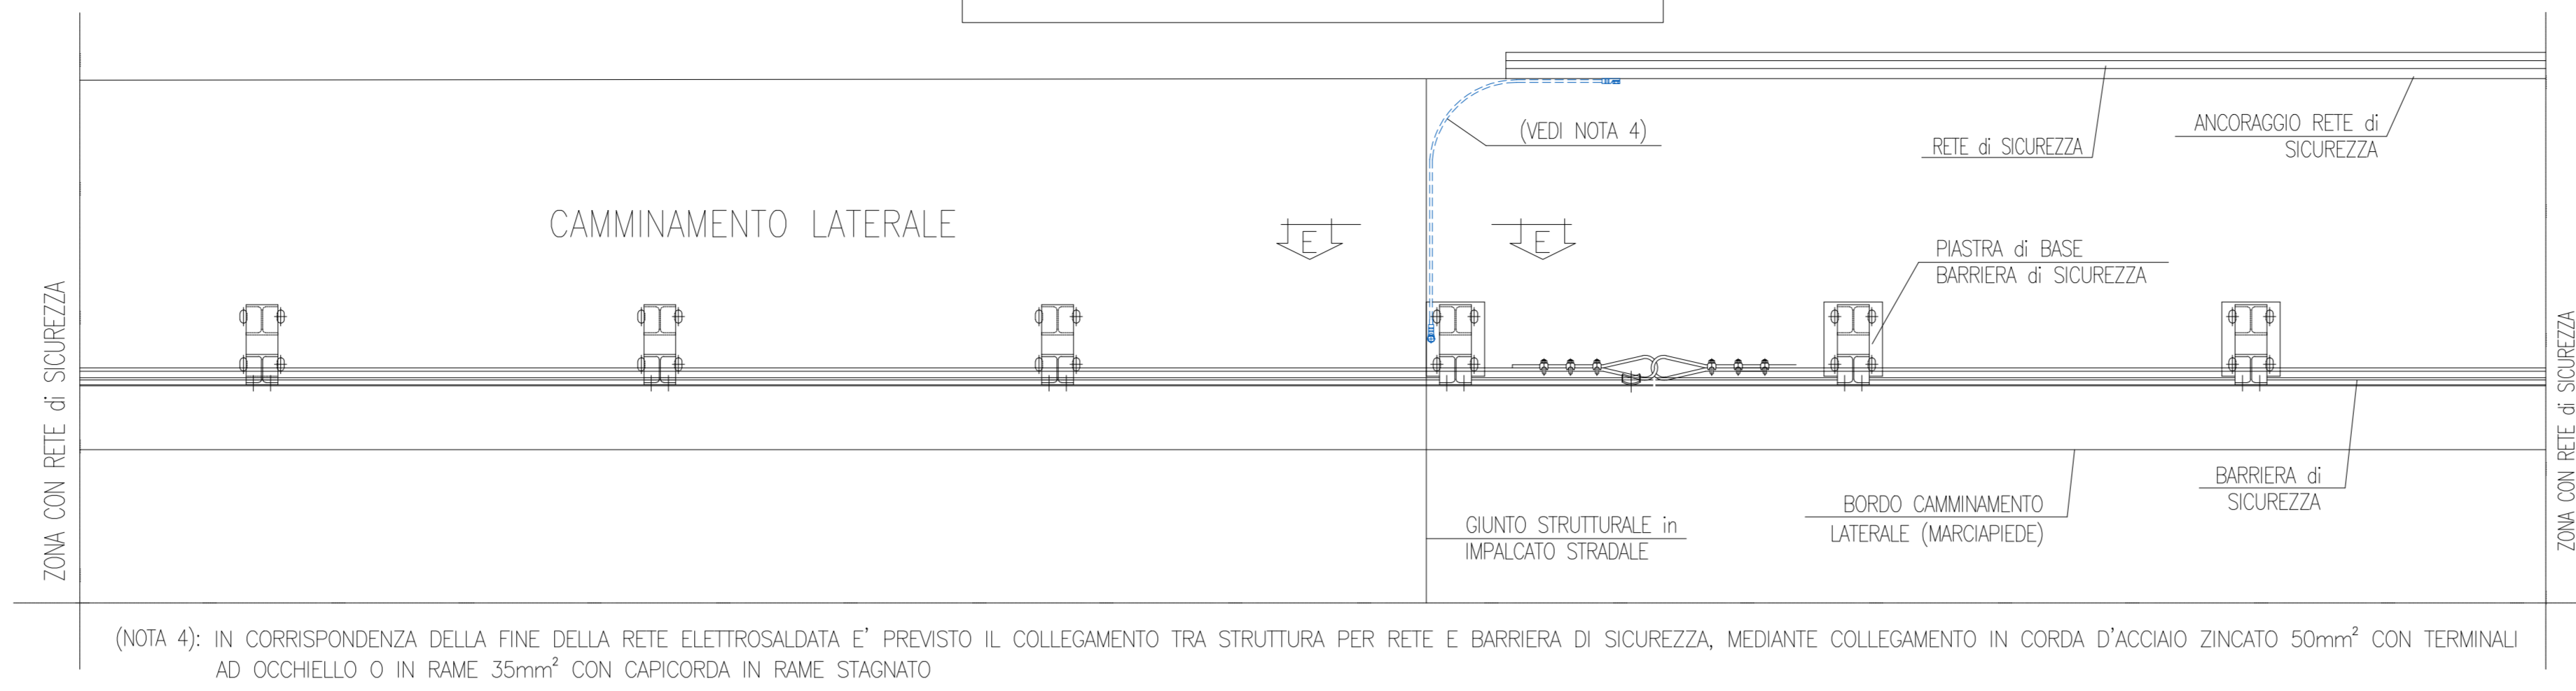 (VEDI NOTA 4)
RETE di SICUREZZA
ANCORAGGIO RETE di
SICUREZZA
CAMMINAMENTO LATERALE
E
E
PIASTRA di BASE
BARRIERA di SICUREZZA
ZONA CON RETE di SICUREZZA
ZONA CON RETE di SICUREZZA
BARRIERA di
SICUREZZA
BORDO CAMMINAMENTO
LATERALE (MARCIAPIEDE)
GIUNTO STRUTTURALE in
IMPALCATO STRADALE
(NOTA 4): IN CORRISPONDENZA DELLA FINE DELLA RETE ELETTROSALDATA E' PREVISTO IL COLLEGAMENTO TRA STRUTTURA PER RETE E BARRIERA DI SICUREZZA, MEDIANTE COLLEGAMENTO IN CORDA D'ACCIAIO ZINCATO 50mm² CON TERMINALI
AD OCCHIELLO O IN RAME 35mm² CON CAPICORDA IN RAME STAGNATO